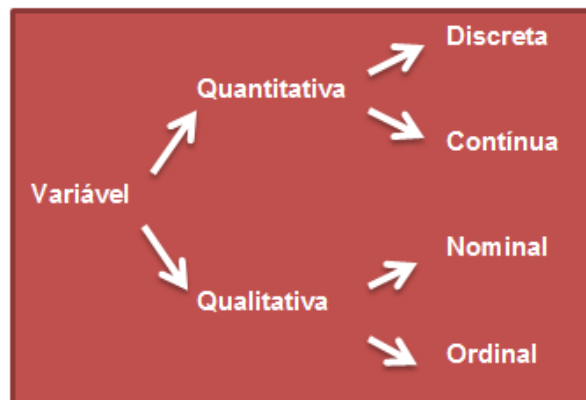 Discreta
Quantitativa
Contínua
Variável
Nominal
Qualitativa
Ordinal